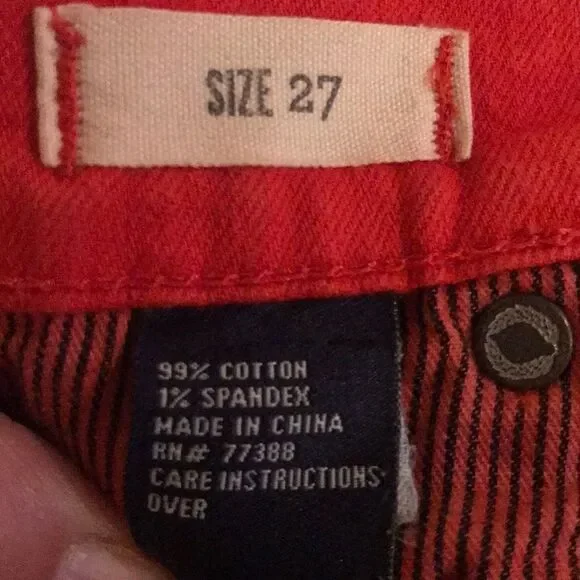 SIZE 27
99% COTTON
1% SPANDEX
MADE IN CHINA
RN# 77388
CARE INSTRUCTIONS
OVER